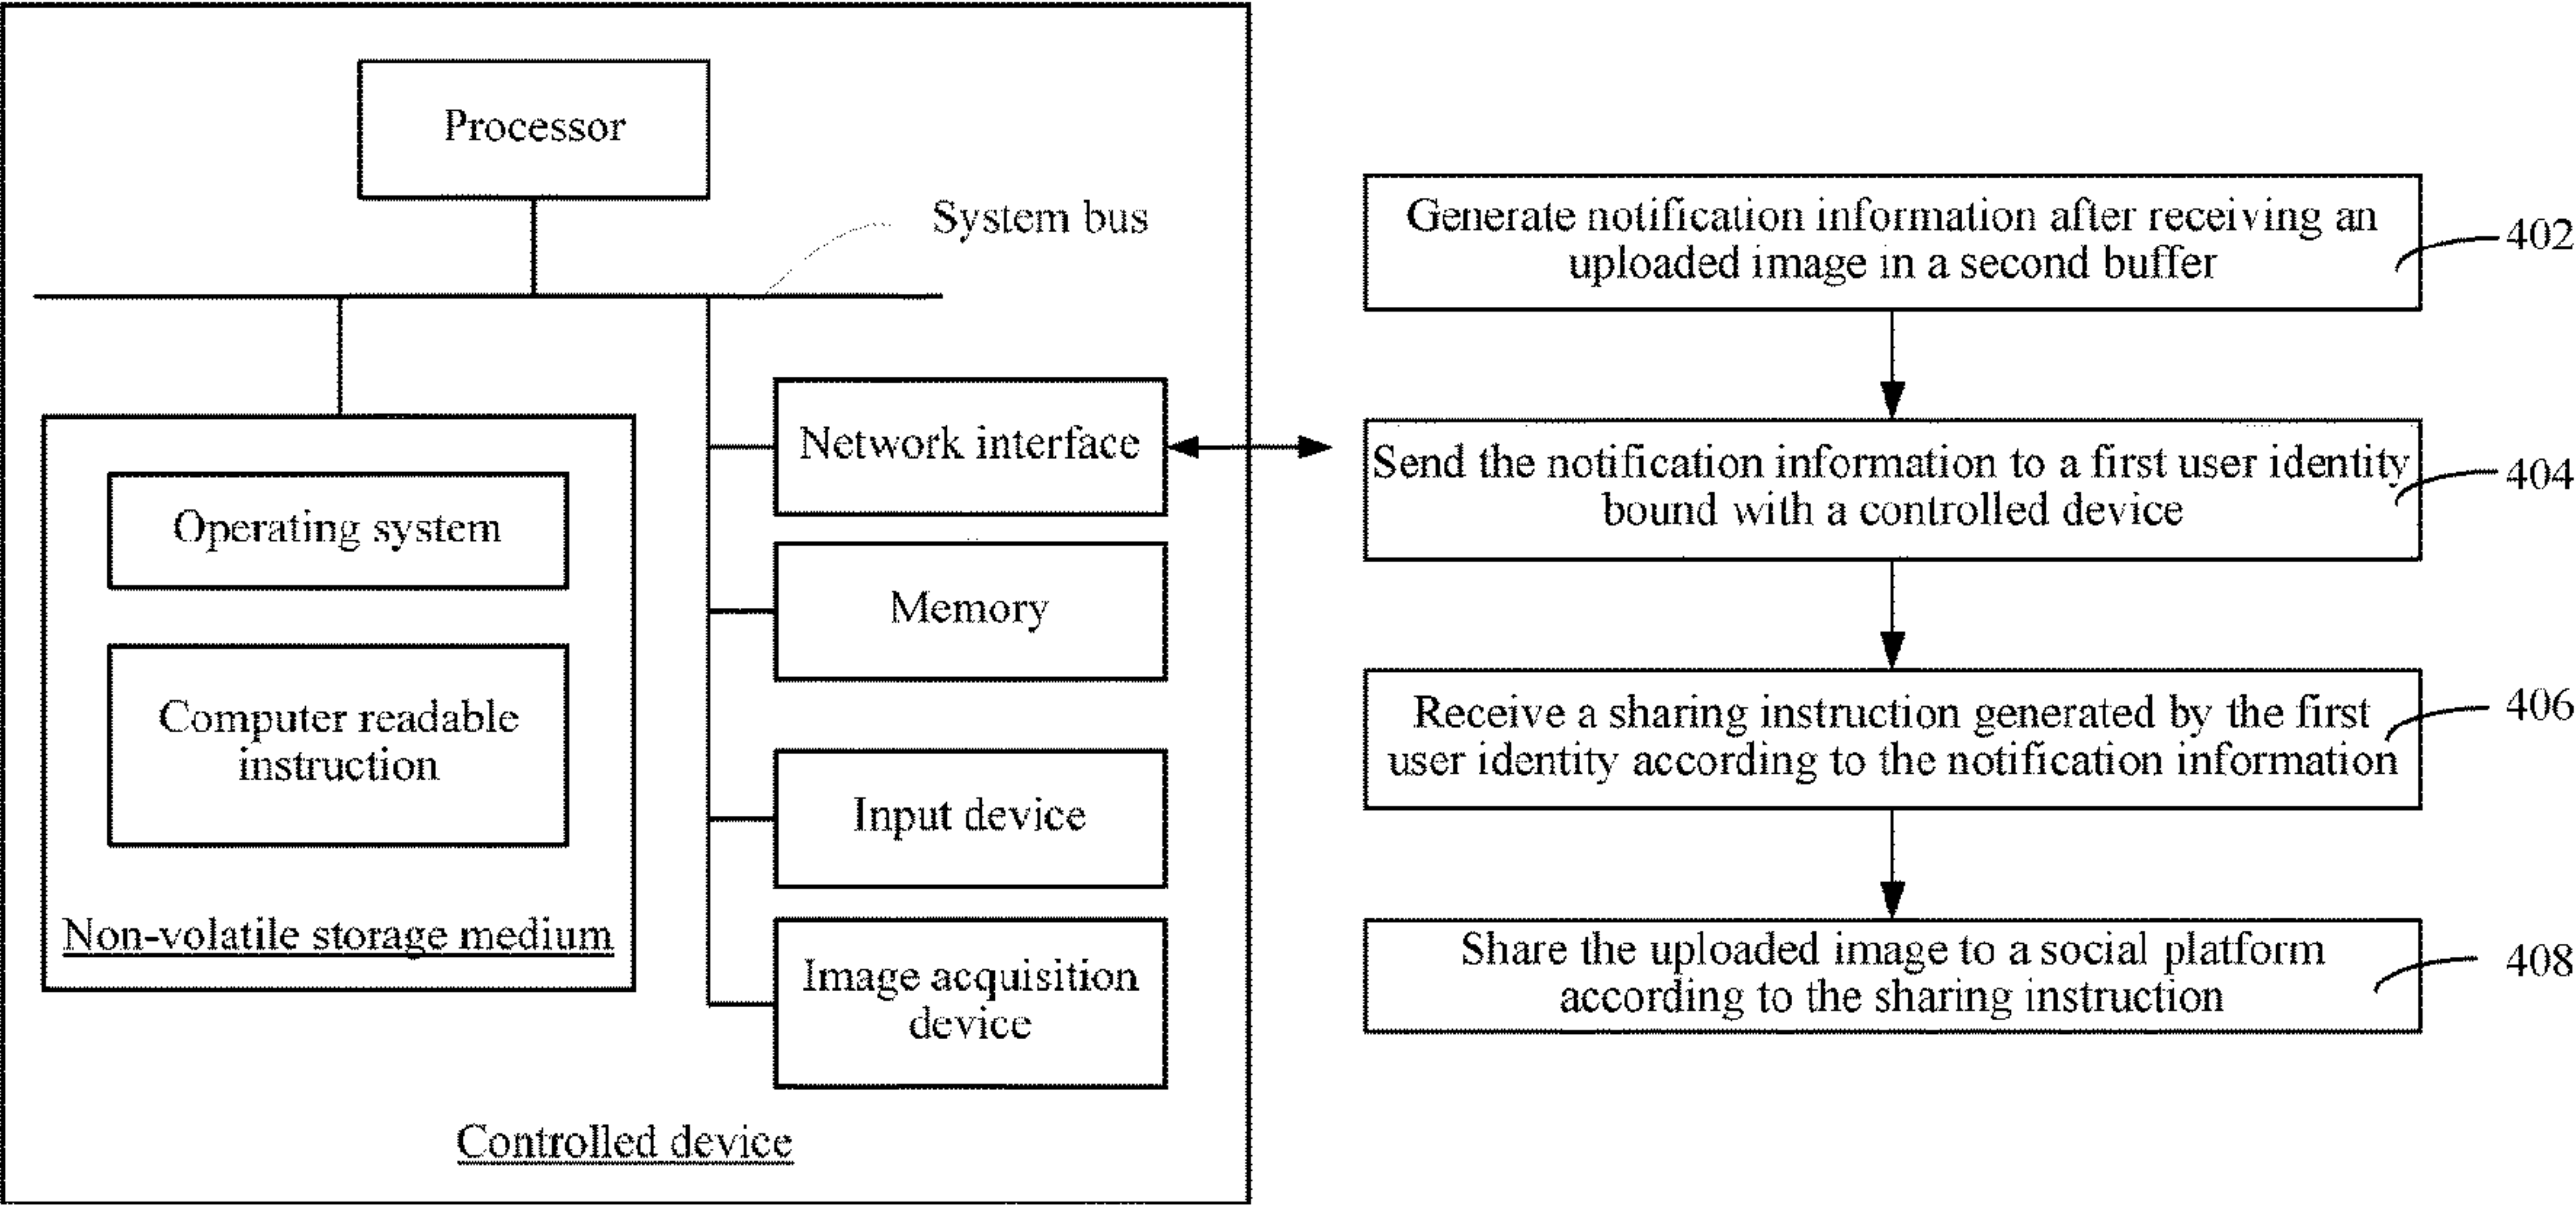 Processor
System bus
Network interface
Operating system
Memory
Computer readable
instruction
Input device
Non-volatile storage medium
Image acquisition
device
Controlled device
Generate notification information after receiving an
uploaded image in a second buffer
402
Send the notification information to a first user identity
bound with a controlled device
404
Receive a sharing instruction generated by the first
user identity according to the notification information
406
Share the uploaded image to a social platform
according to the sharing instruction
408